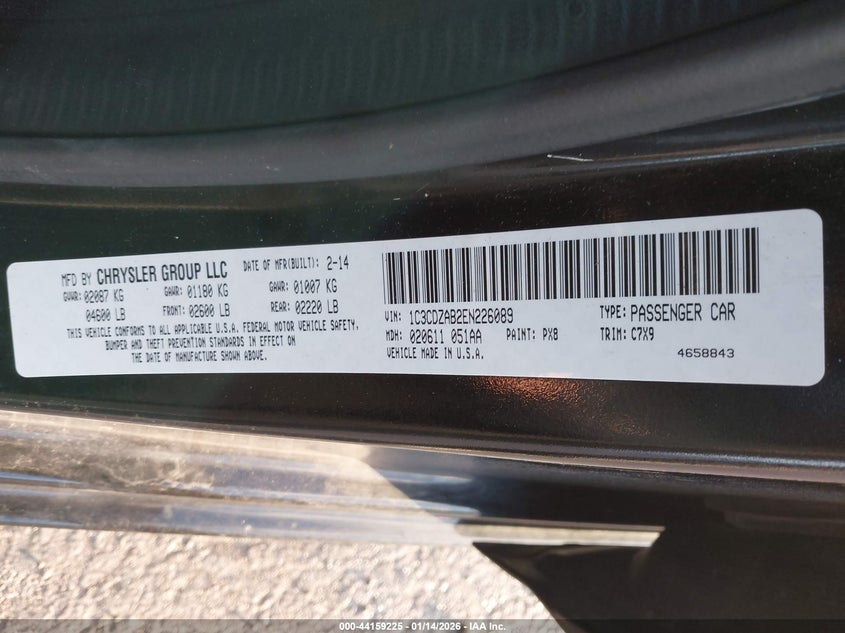 MFD BY CHRYSLER GROUP LLC DATE OF MFR(BUILT): 2-14
GVWR: 02087 KG GAWR: 01180 KG GAWR: 01007 KG
04600 LB FRONT: 02600 LB REAR: 02220 LB
THIS VEHICLE CONFORMS TO ALL APPLICABLE U.S.A. FEDERAL MOTOR VEHICLE SAFETY,
BUMPER AND THEFT PREVENTION STANDARDS IN EFFECT ON
THE DATE OF MANUFACTURE SHOWN ABOVE.
VIN: 1C3CDZAB2EN226089 TYPE: PASSENGER CAR
MDH: 020611 051AA PAINT: PX8 TRIM: C7X9
VEHICLE MADE IN U.S.A. 4658843
000-44159225 - 01/14/2026 - IAA Inc.